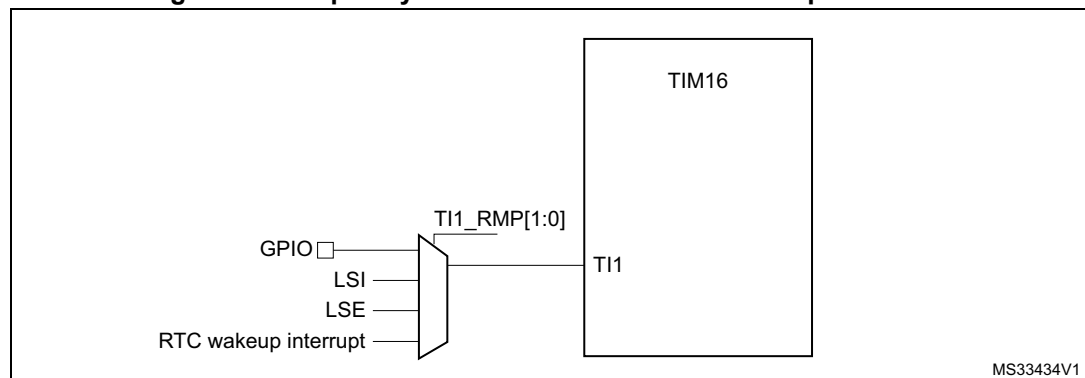 TIM16
TI1_RMP[1:0]
GPIO
TI1
LSI
LSE
RTC wakeup interrupt
MS33434V1